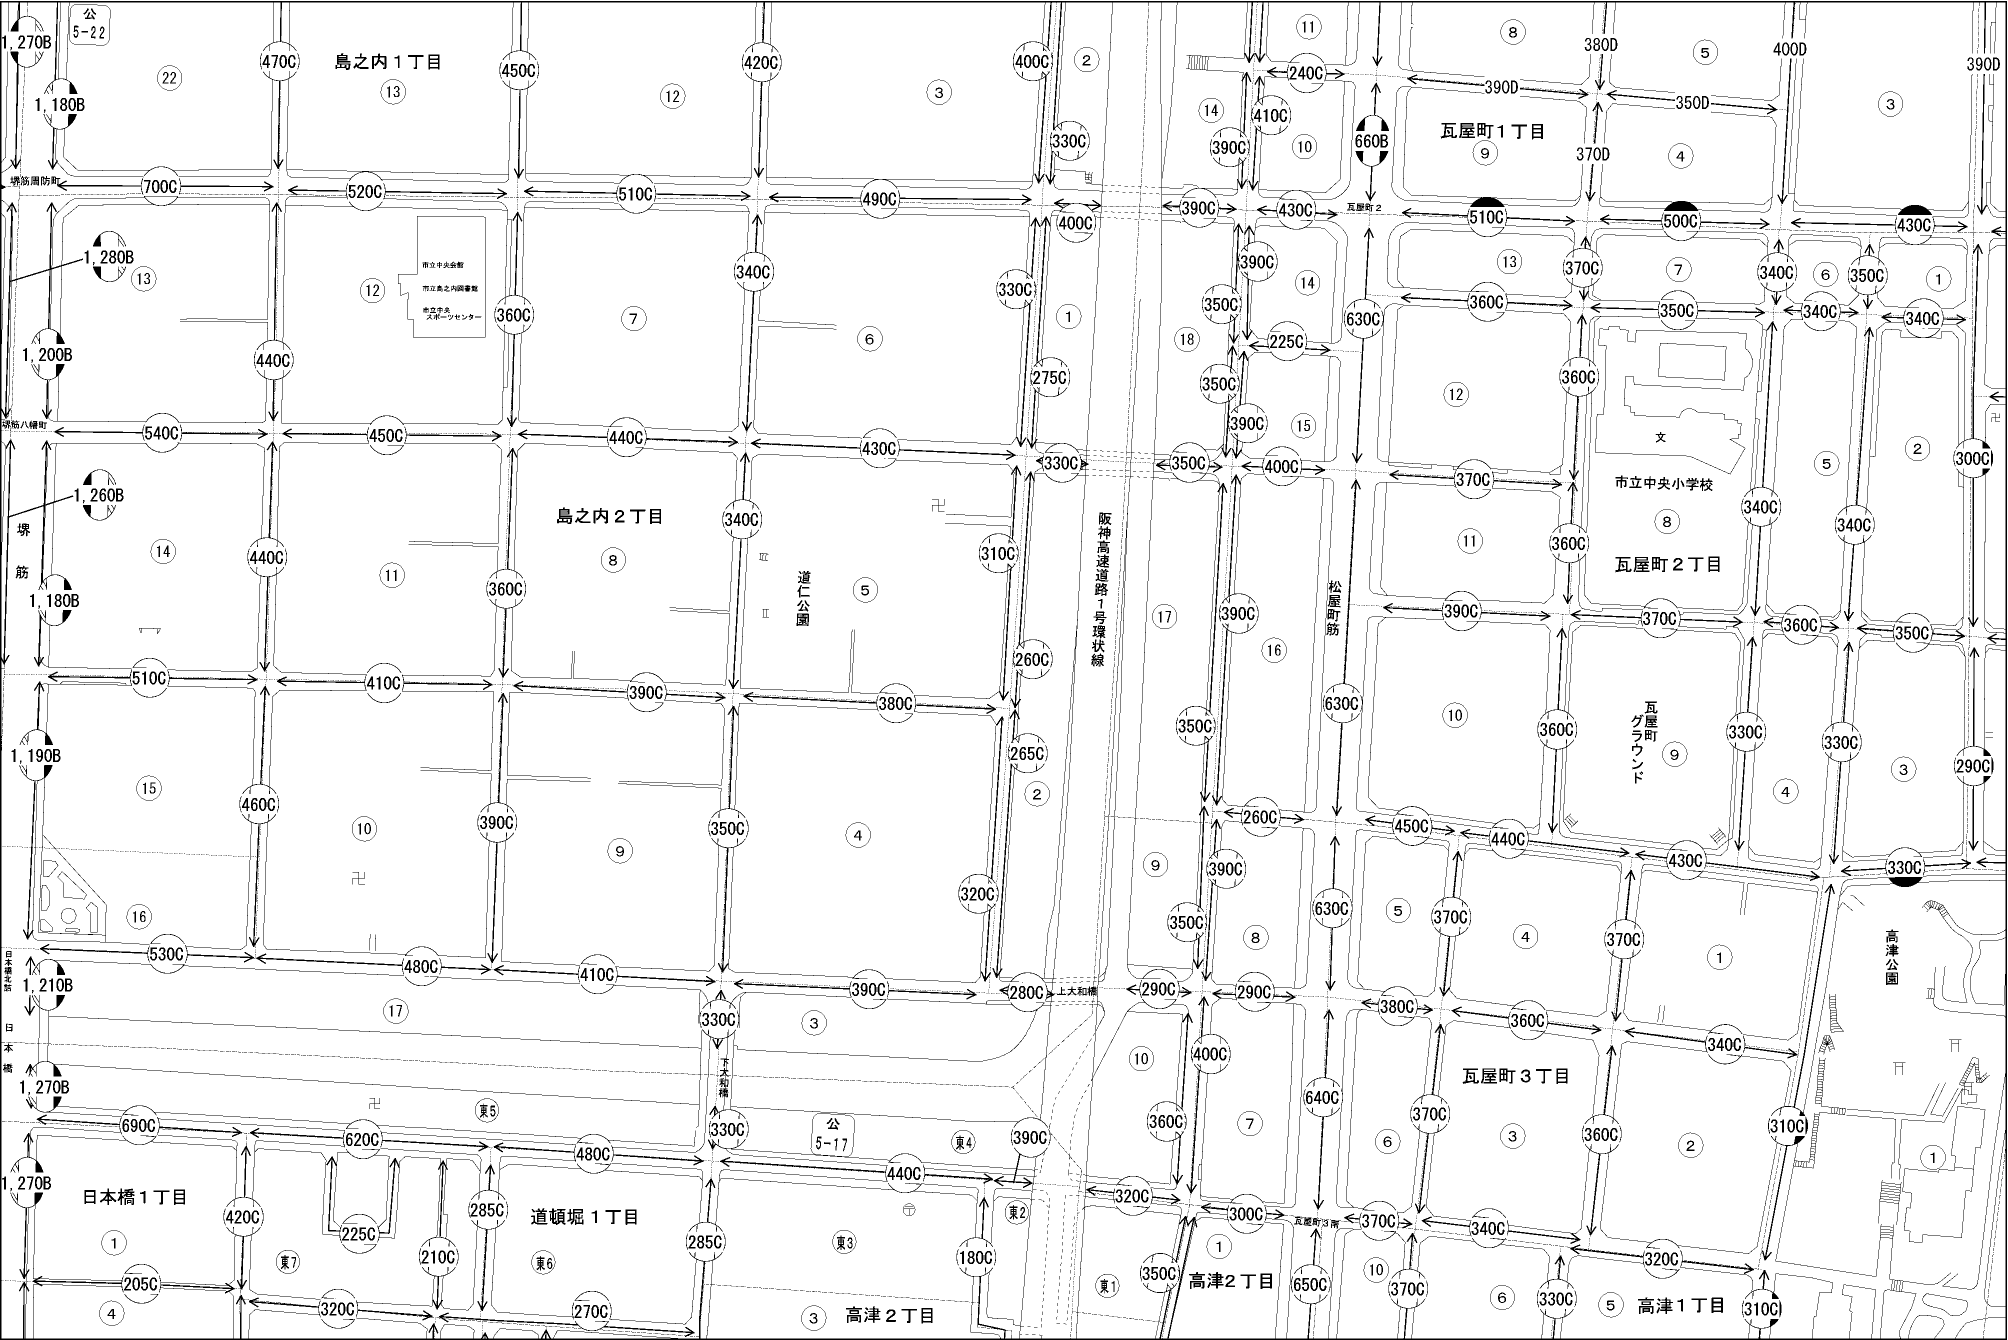 公
5-22
1,270B
1,180B
470C
島之内１丁目
450C
420C
400C
330C
22
13
12
3
2
11
240C
410C
14
390C
10
660B
8
380D
5
400D
390D
390D
350D
3
瓦屋町１丁目
9
370D
4
堺筋周防町
700C
520C
510C
490C
400C
390C
430C
瓦屋町２
510C
500C
430C
1,280B
13
12
市立中央会館
市立島之内図書館
市立中央
スポーツセンター
360C
7
340C
6
330C
1
275C
18
390C
350C
14
225C
630C
13
370C
7
340C
6
350C
1
360C
350C
340C
340C
1,200B
440C
350C
390C
15
12
360C
文
市立中央小学校
8
340C
5
340C
2
300C
堺筋八幡町
540C
450C
440C
430C
330C
350C
400C
370C
1,260B
堺筋
1,180B
14
440C
11
360C
島之内２丁目
8
340C
道仁公園
5
310C
260C
阪神高速道路１号環状線
17
390C
16
松屋町筋
11
360C
瓦屋町２丁目
390C
370C
360C
350C
510C
410C
390C
380C
1,190B
15
460C
10
390C
9
350C
4
265C
2
320C
350C
630C
10
360C
瓦屋町
グラウンド
9
330C
4
330C
3
290C
260C
450C
440C
430C
330C
9
390C
350C
8
630C
5
370C
4
370C
1
高津公園
16
530C
480C
410C
390C
280C
上大和橋
290C
290C
380C
360C
340C
日本橋北詰
1,210B
17
330C
3
日本橋
1,270B
下大和橋
10
400C
360C
7
640C
6
370C
瓦屋町３丁目
3
360C
2
310C
1
690C
620C
東5
480C
330C
公
5-17
東4
390C
440C
320C
300C
瓦屋町３南
370C
340C
320C
1,270B
日本橋１丁目
1
420C
225C
東7
210C
285C
道頓堀１丁目
東6
285C
東3
180C
東2
東1
350C
1
高津２丁目
650C
10
370C
6
330C
5
高津１丁目
310C
205C
4
320C
270C
3
高津２丁目